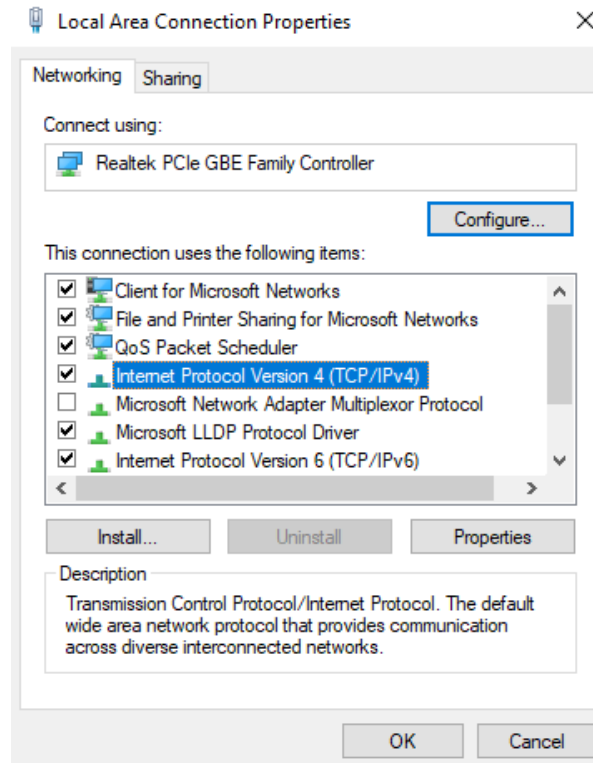 Local Area Connection Properties
Networking
Sharing
Connect using:
Realtek PCIe GBE Family Controller
Configure...
This connection uses the following items:
Client for Microsoft Networks
File and Printer Sharing for Microsoft Networks
QoS Packet Scheduler
Internet Protocol Version 4 (TCP/IPv4)
Microsoft Network Adapter Multiplexor Protocol
Microsoft LLDP Protocol Driver
Internet Protocol Version 6 (TCP/IPv6)
Install...
Uninstall
Properties
Description
Transmission Control Protocol/Internet Protocol. The default
wide area network protocol that provides communication
across diverse interconnected networks.
OK
Cancel